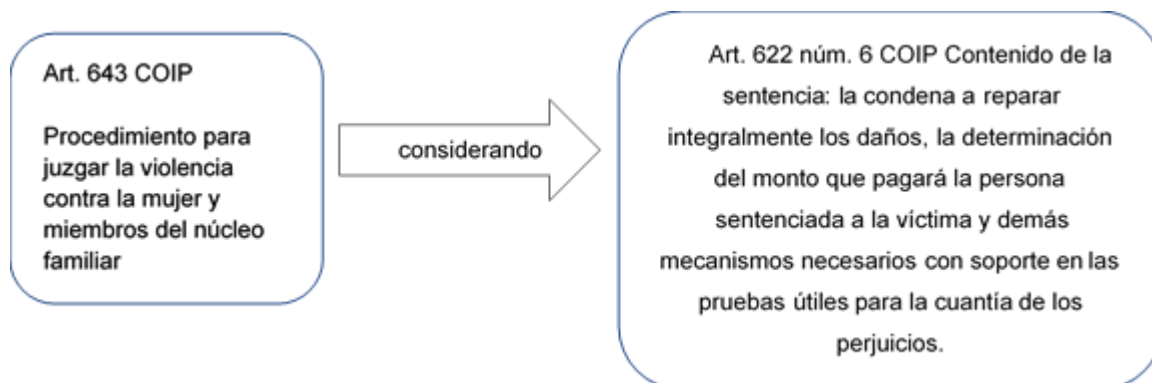 Art. 643 COIP
Procedimiento para
juzgar la violencia
contra la mujer y
miembros del núcleo
familiar
considerando
Art. 622 núm. 6 COIP Contenido de la
sentencia: la condena a reparar
integralmente los daños, la determinación
del monto que pagará la persona
sentenciada a la víctima y demás
mecanismos necesarios con soporte en las
pruebas útiles para la cuantía de los
perjuicios.